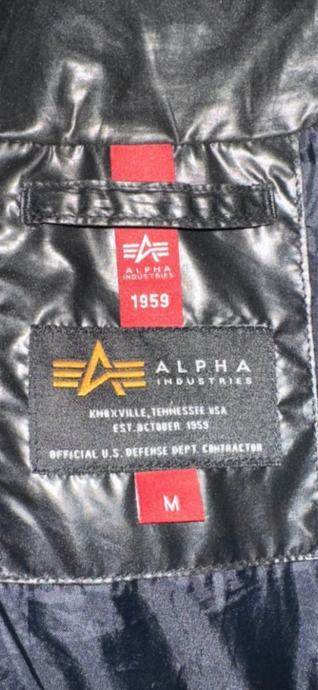 ALPHA
INDUSTRIES
1959
ALPHA
INDUSTRIES
KNOXVILLE, TENNESSEE USA
EST. OCTOBER 1959
OFFICIAL U.S. DEFENSE DEPT. CONTRACTOR
M